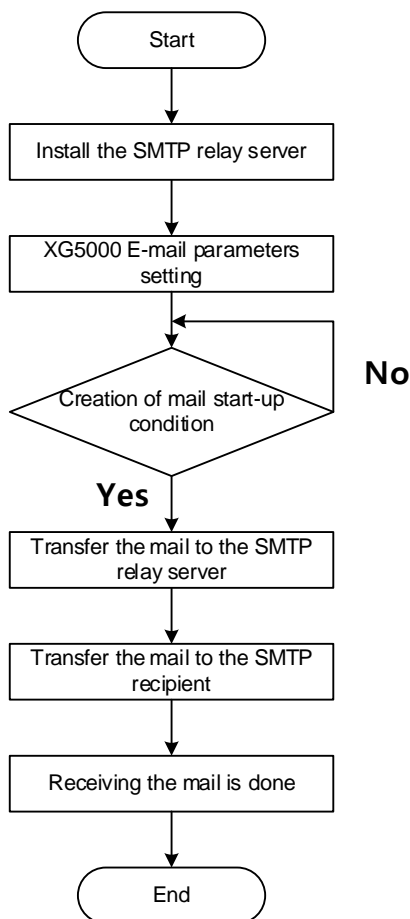 Start
Install the SMTP relay server
XG5000 E-mail parameters
setting
No
Creation of mail start-up
condition
Yes
Transfer the mail to the SMTP
relay server
Transfer the mail to the SMTP
recipient
Receiving the mail is done
End